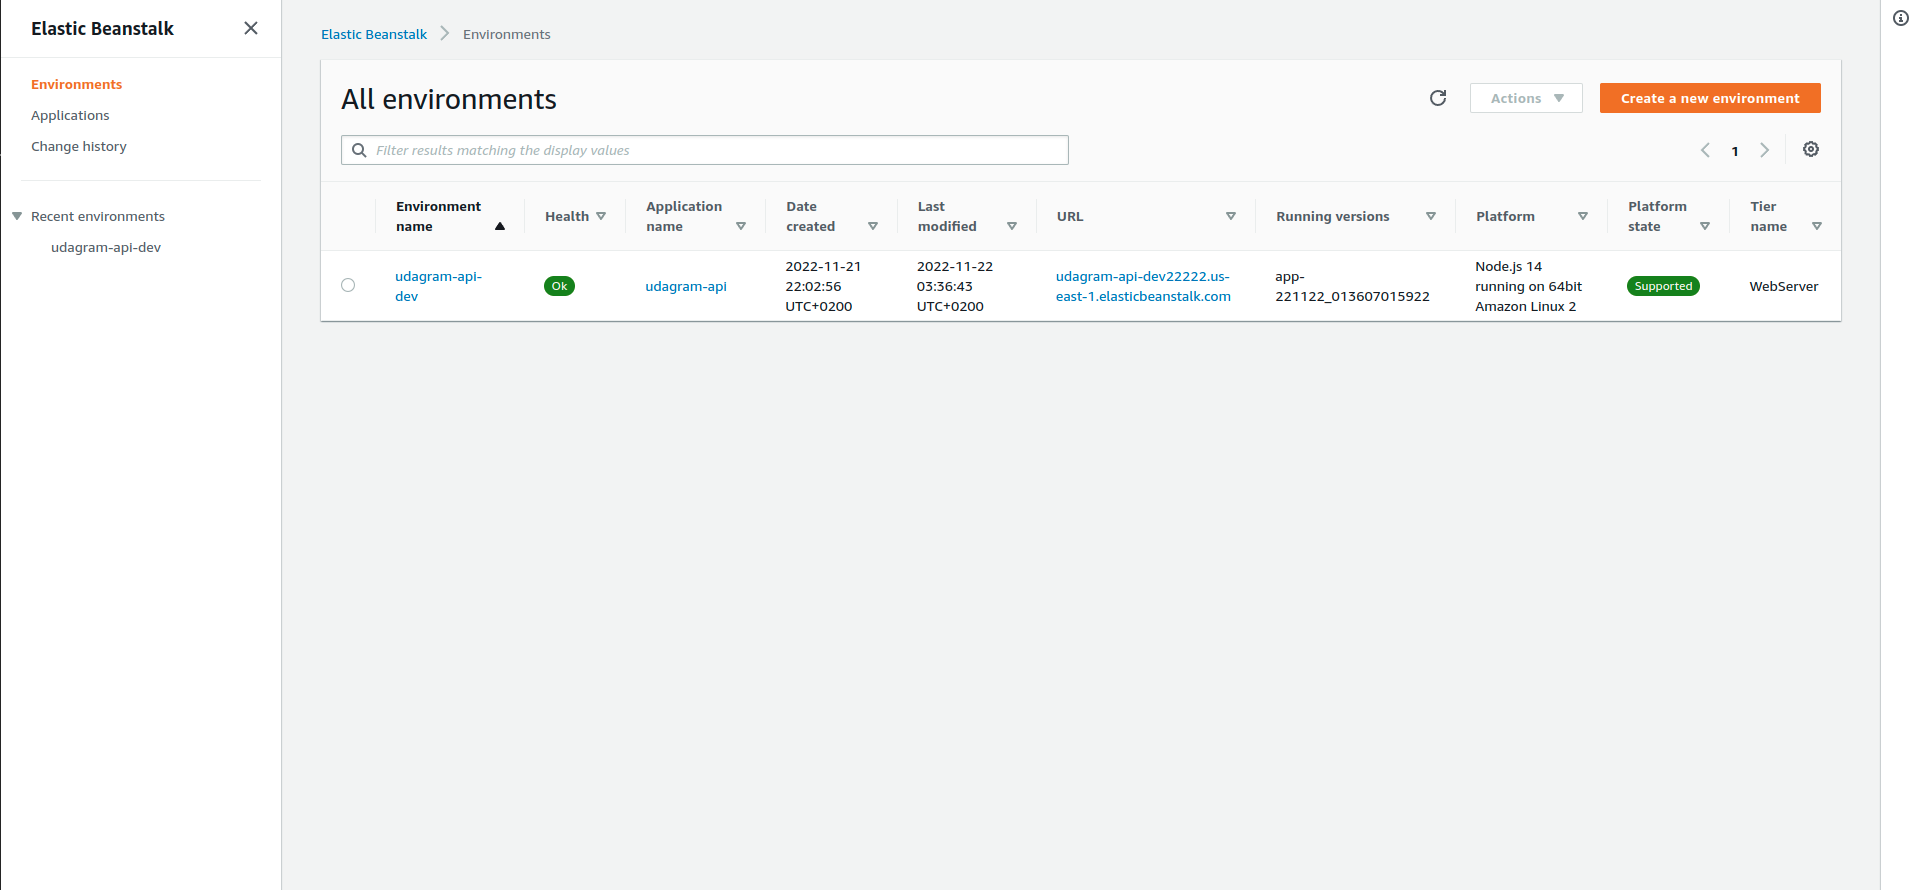 Elastic Beanstalk
Environments
Applications
Change history
Recent environments
udagram-api-dev
Elastic Beanstalk
Environments
All environments
Actions
Create a new environment
Filter results matching the display values
1
Environment
name
Health
Application
name
Date
created
Last
modified
URL
Running versions
Platform
Platform
state
Tier
name
udagram-api-
dev
Ok
udagram-api
2022-11-21
22:02:56
UTC+0200
2022-11-22
03:36:43
UTC+0200
udagram-api-dev22222.us-
east-1.elasticbeanstalk.com
app-
221122_013607015922
Node.js 14
running on 64bit
Amazon Linux 2
Supported
WebServer